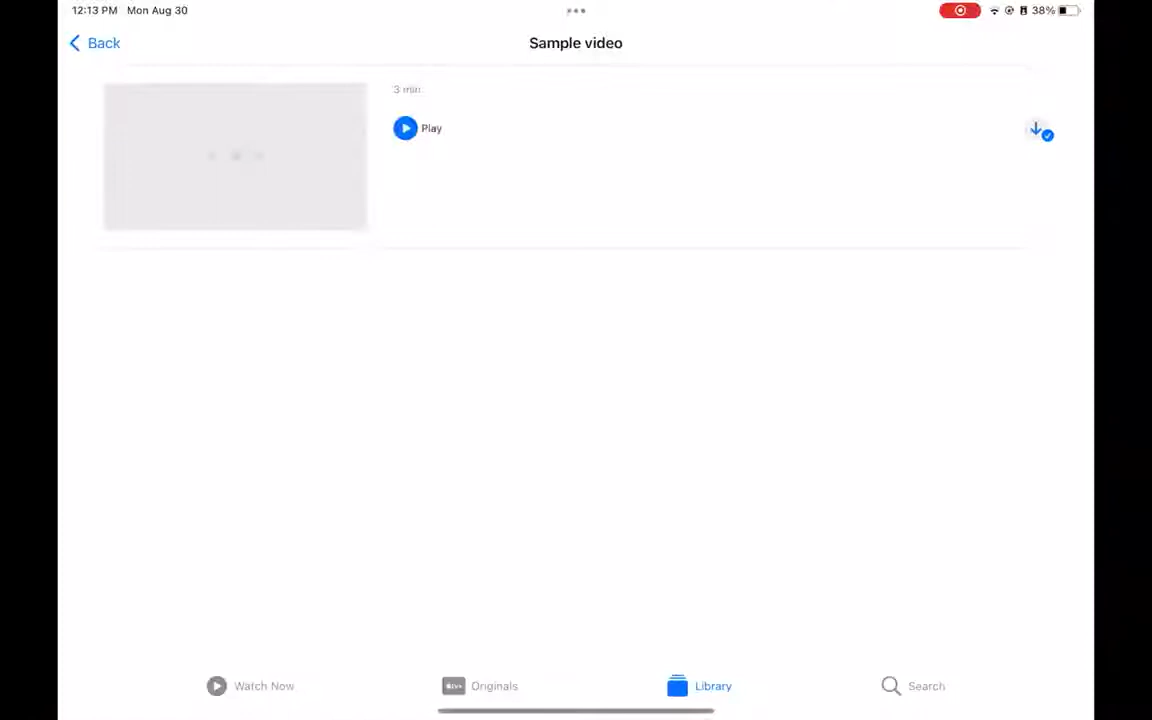 12:13 PM Mon Aug 30
38%
Back
Sample video
3 min
Play
Watch Now
Originals
Library
Search